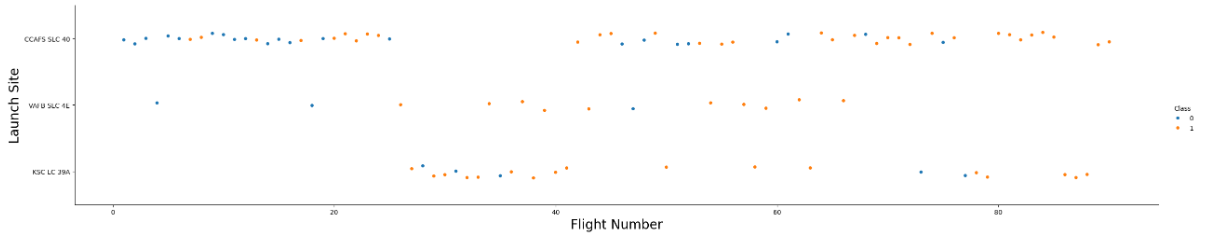 Launch Site
CCAFS SLC 40
VAFB SLC 4E
KSC LC 39A
0
20
40
60
80
Flight Number
Class
0
1